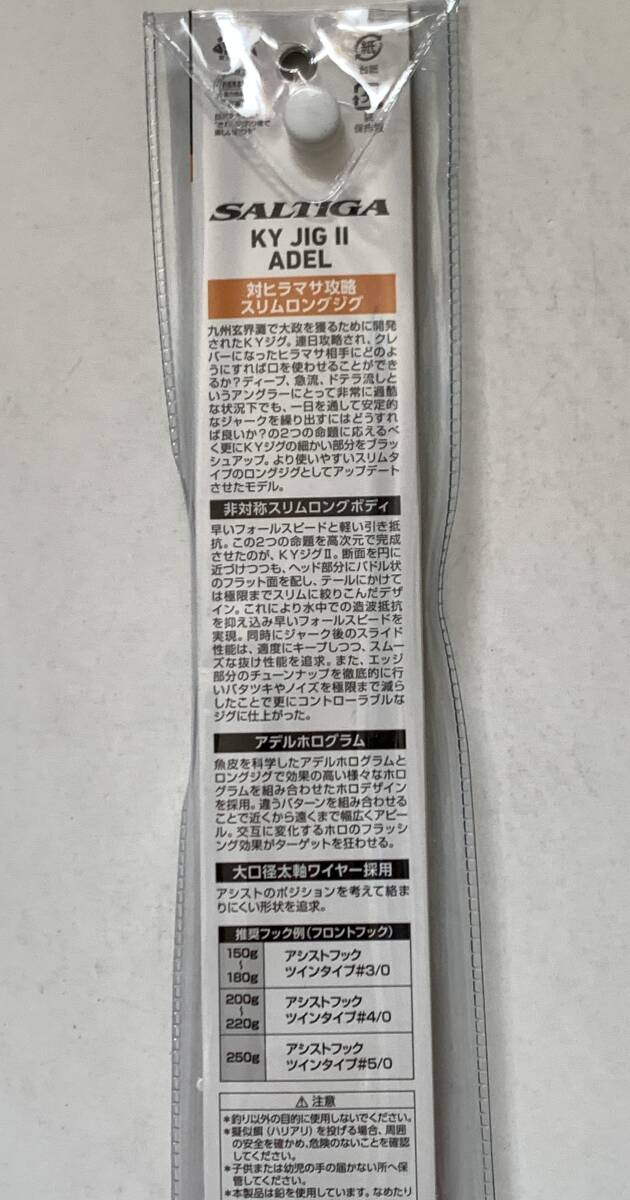 紙
台紙
保存袋
SALTIGA
KY JIG II
ADEL
対ヒラマサ攻略
スリムロングジグ
九州玄界灘で大政を獲るために開発
されたKYジグ。連日攻略され、クレ
バーになったヒラマサ相手にどのよ
うにすれば口を使わせることができ
るか?ディープ、急流、ドテラ流しと
いうアングラーにとって非常に過酷
な状況下でも、一日を通して安定的
なジャークを繰り出すにはどうすれ
ば良いか?の2つの命題に応えるべ
く更にKYジグの細かい部分をブラッ
シュアップ。より使いやすいスリムタ
イプのロングジグとしてアップデート
させたモデル。
非対称スリムロングボディ
早いフォールスピードと軽い引き抵
抗。この2つの命題を高次元で完成
させたのが、KYジグⅡ。断面を円に
近づけつつも、ヘッド部分にパドル状
のフラット面を配し、テールにかけて
は極限までスリムに絞りこんだデザ
イン。これにより水中での造波抵抗
を抑え込み早いフォールスピードを
実現。同時にジャーク後のスライド
性能は、適度にキープしつつ、スムー
ズな抜け性能を追求。また、エッジ
部分のチューンナップを徹底的に行
いバタツキやノイズを極限まで減ら
したことで更にコントローラブルな
ジグに仕上がった。
アデルホログラム
魚皮を科学したアデルホログラムと
ロングジグで効果の高い様々なホロ
グラムを組み合わせたホロデザイン
を採用。違うパターンを組み合わせる
ことで近くから遠くまで幅広くアピー
ル。交互に変化するホロのフラッシ
ング効果がターゲットを狂わせる。
大口径太軸ワイヤー採用
アシストのポジションを考えて絡ま
りにくい形状を追求。
推奨フック例(フロントフック)
150g
~
180g
アシストフック
ツインタイプ#3/0
200g
~
220g
アシストフック
ツインタイプ#4/0
250g
アシストフック
ツインタイプ#5/0
⚠注意
*釣り以外の目的に使用しないでください。
*擬似餌(ハリアリ)を投げる場合、周囲
の安全を確かめ、危険のないことを確認
してください。
*子供または幼児の手の届かない所へ保
管してください。
*本製品は鉛を使用しています。なめたり